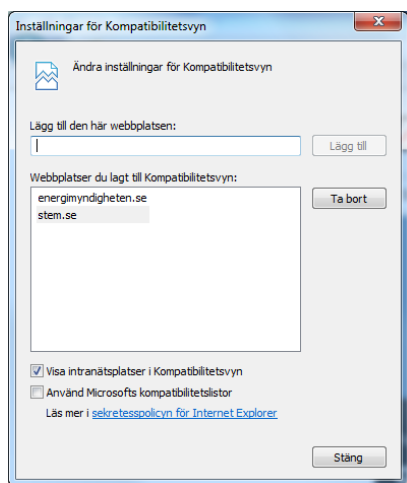 Inställningar för Kompatibilitetsvyn
Ändra inställningar för Kompatibilitetsvyn
Lägg till den här webbplatsen:
Lägg till
Webbplatser du lagt till Kompatibilitetsvyn:
energimyndigheten.se
stem.se
Ta bort
Visa intranätsplatser i Kompatibilitetsvyn
Använd Microsofts kompatibilitetslistor
Läs mer i sekretesspolicyn för Internet Explorer
Stäng